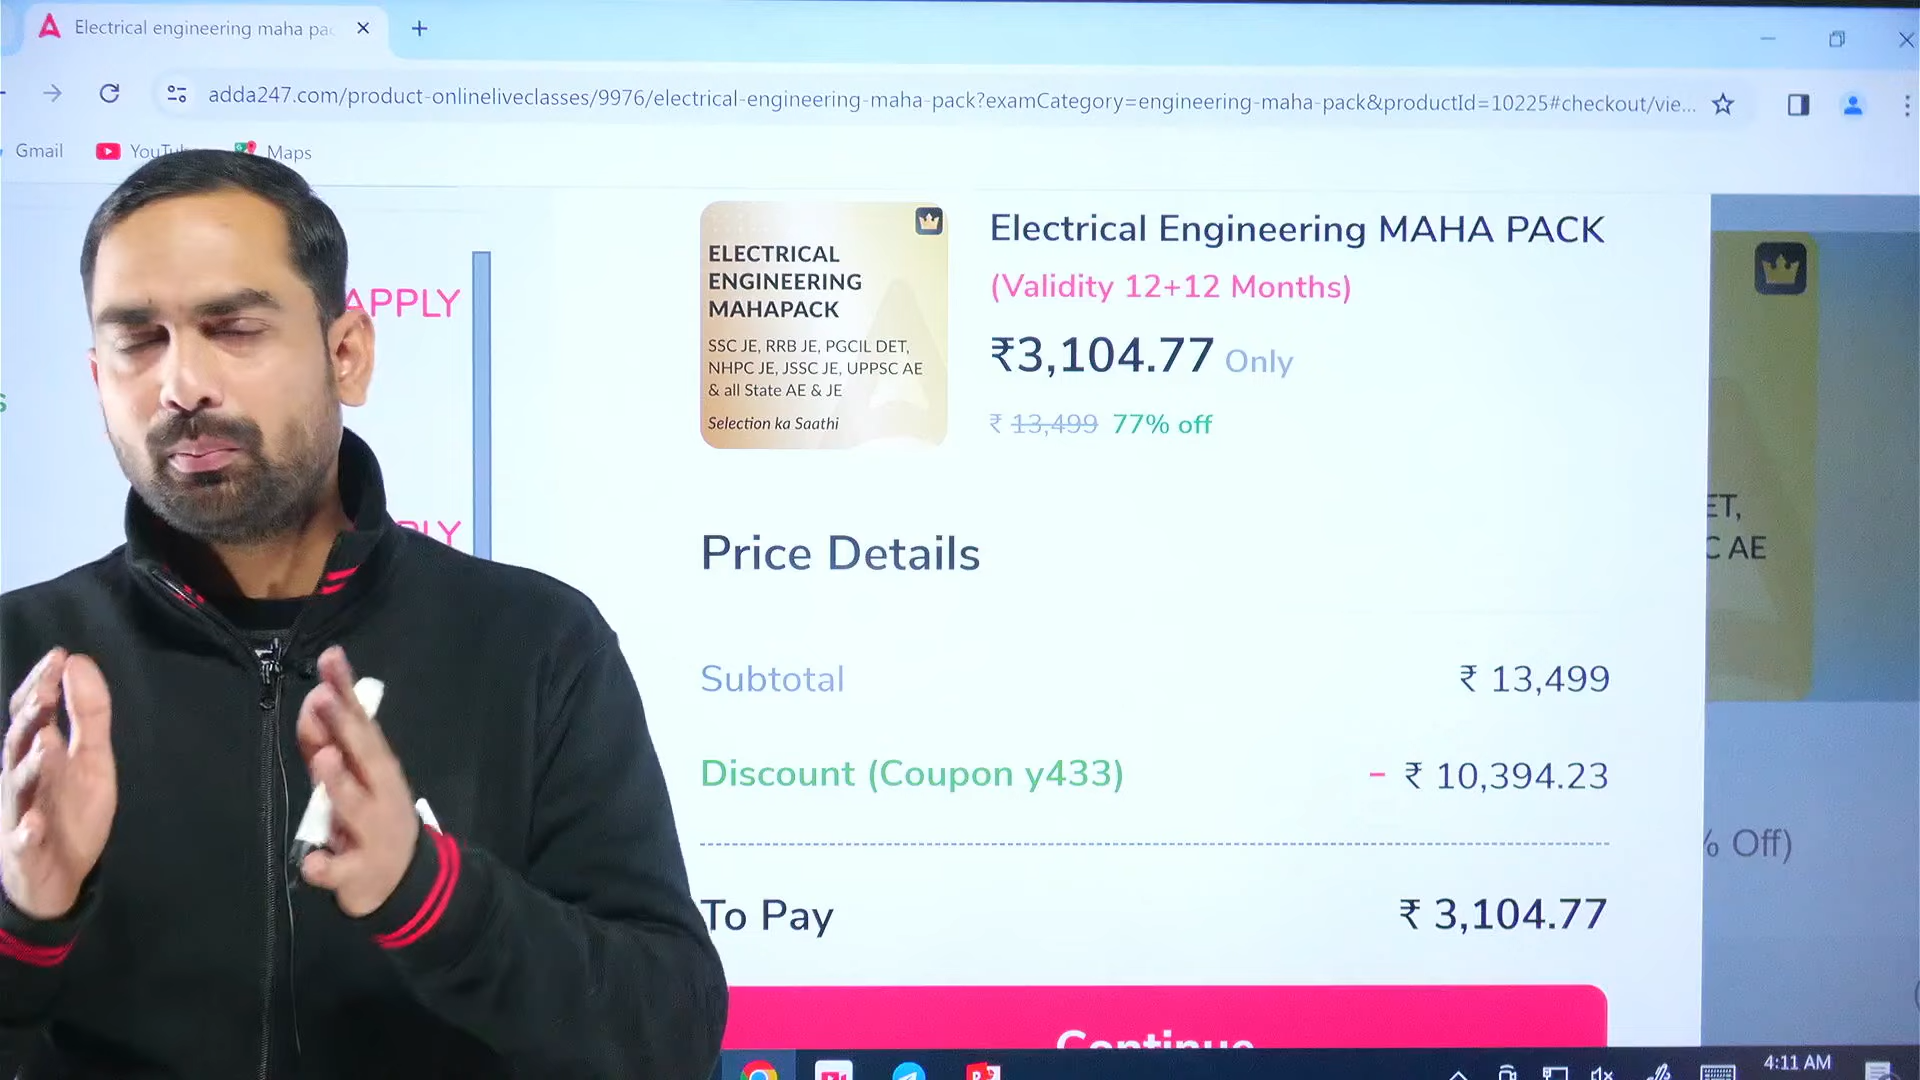 Electrical engineering maha pac
adda247.com/product-onlineliveclasses/9976/electrical-engineering-maha-pack?examCategory=engineering-maha-pack&productId=10225#checkout/vie...
Gmail
YouTube
Maps
APPLY
PLY
ELECTRICAL
ENGINEERING
MAHAPACK
SSC JE, RRB JE, PGCIL DET,
NHPC JE, JSSC JE, UPPSC AE
& all State AE & JE
Selection ka Saathi
Electrical Engineering MAHA PACK
(Validity 12+12 Months)
₹3,104.77 Only
₹ 13,499 77% off
Price Details
Subtotal ₹ 13,499
Discount (Coupon y433) - ₹ 10,394.23
To Pay ₹ 3,104.77
Continue
ET,
C AE
% Off)
4:11 AM